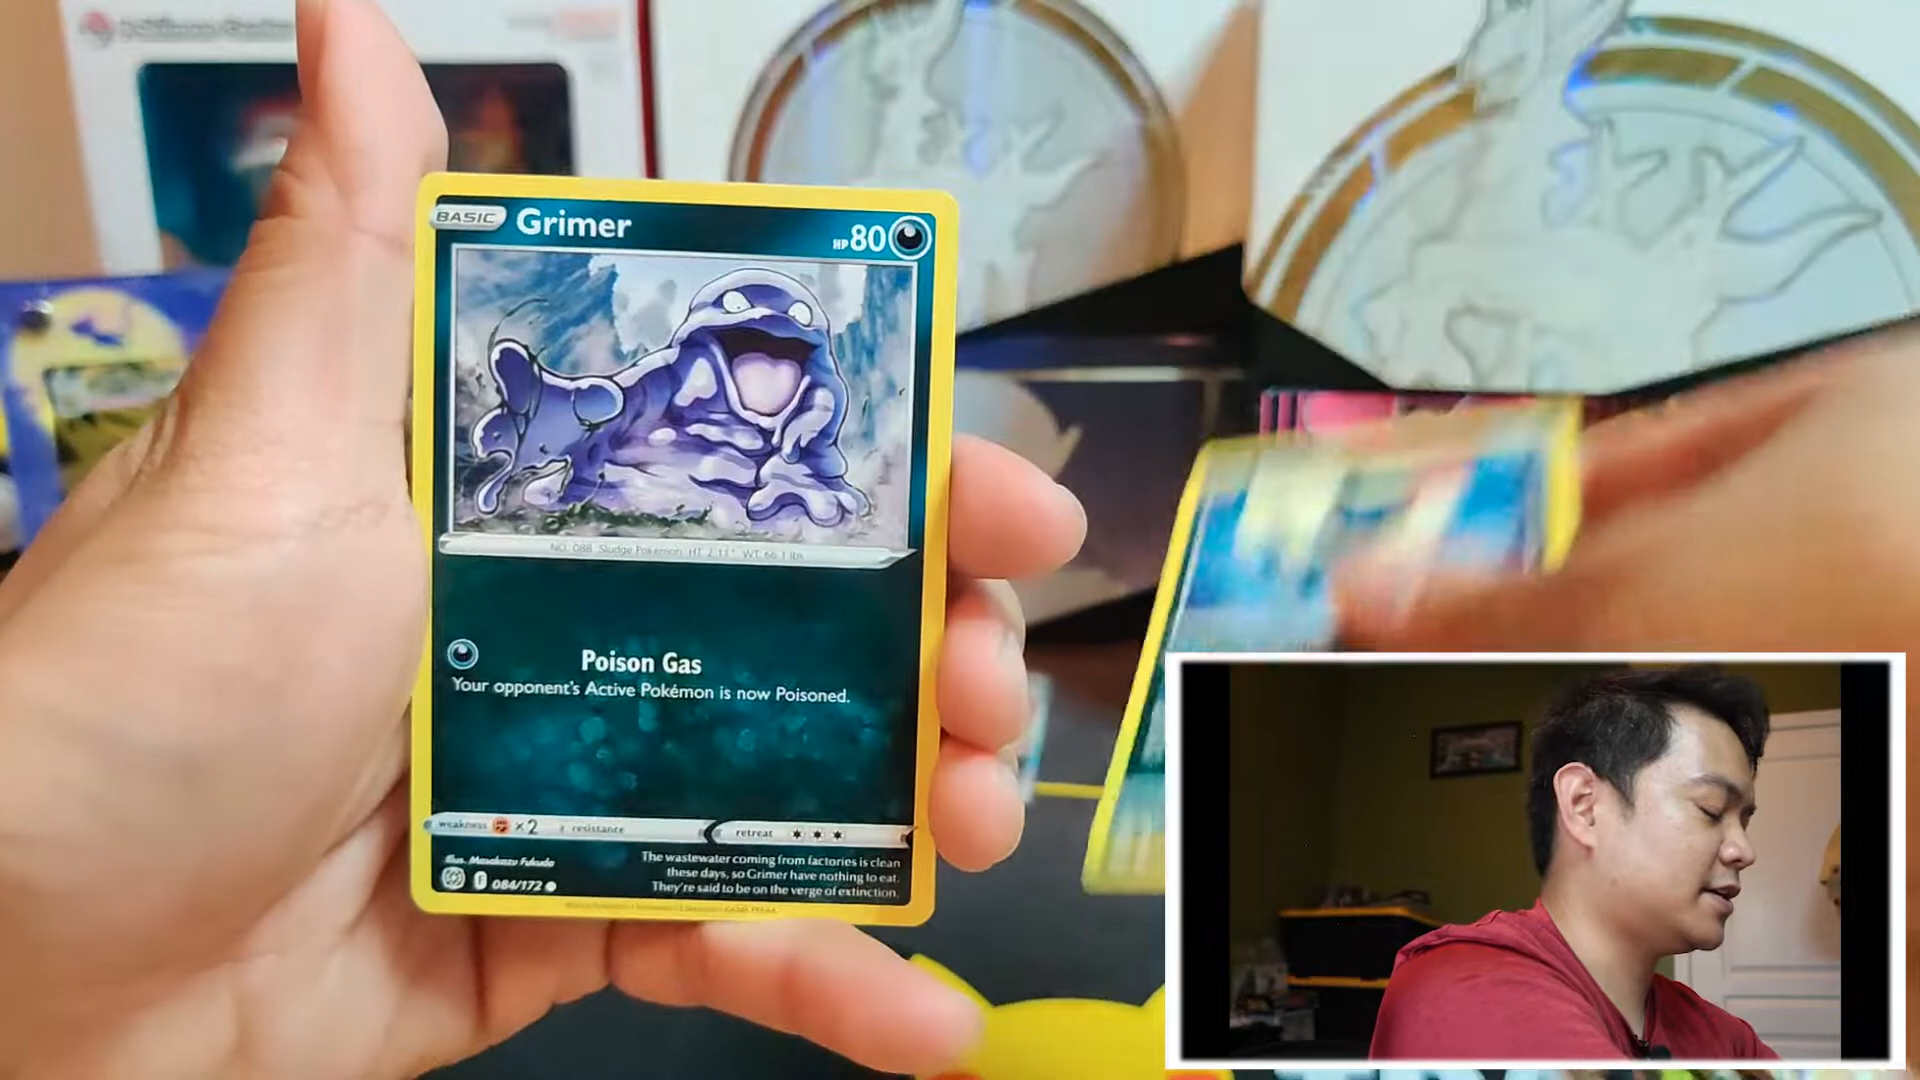 BASIC Grimer HP 80
NO. 088 Sludge Pokémon HT 2'11" WT 66.1 lbs.
Poison Gas
Your opponent's Active Pokémon is now Poisoned.
weakness ×2 resistance retreat
Illus. Masakazu Fukuda
F 084/172
The wastewater coming from factories is clean
these days, so Grimer have nothing to eat.
They're said to be on the verge of extinction.